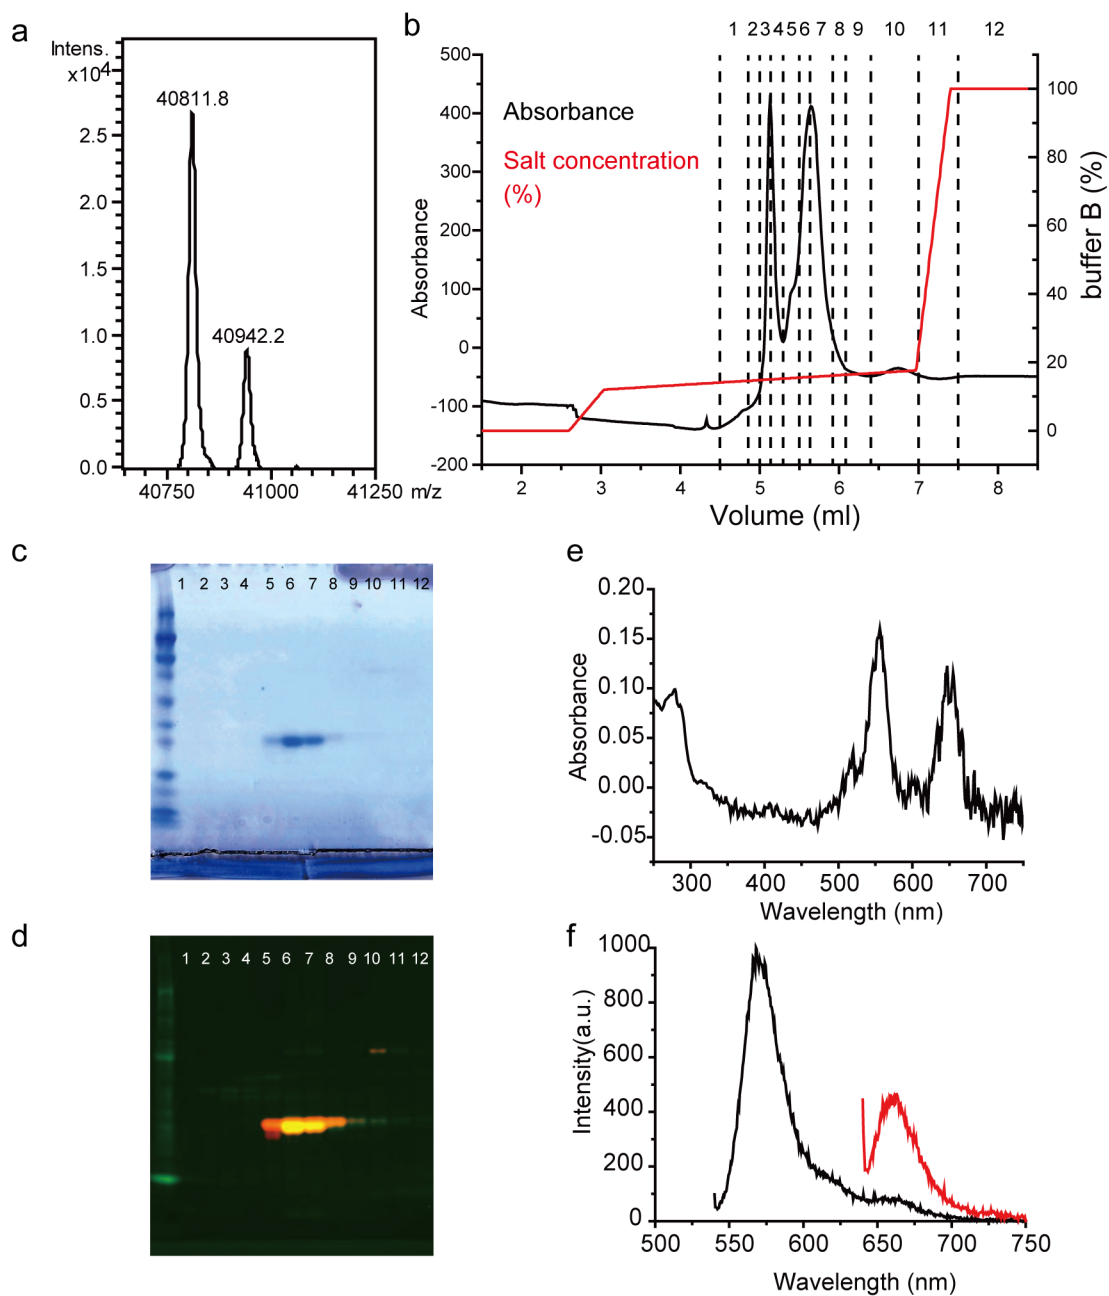 a
Intens.
x10⁴
40811.8
40942.2
2.5
2.0
1.5
1.0
0.5
0.0
40750 41000 41250 m/z
b
1 2 3 4 5 6 7 8 9 10 11 12
500
400
300
200
100
0
-100
-200
Absorbance
Absorbance
Salt concentration
(%)
100
80
60
40
20
0
buffer B (%)
2 3 4 5 6 7 8
Volume (ml)
c
1 2 3 4 5 6 7 8 9 10 11 12
d
1 2 3 4 5 6 7 8 9 10 11 12
e
0.20
0.15
0.10
0.05
0.00
-0.05
Absorbance
300 400 500 600 700
Wavelength (nm)
f
1000
800
600
400
200
0
Intensity(a.u.)
500 550 600 650 700 750
Wavelength (nm)